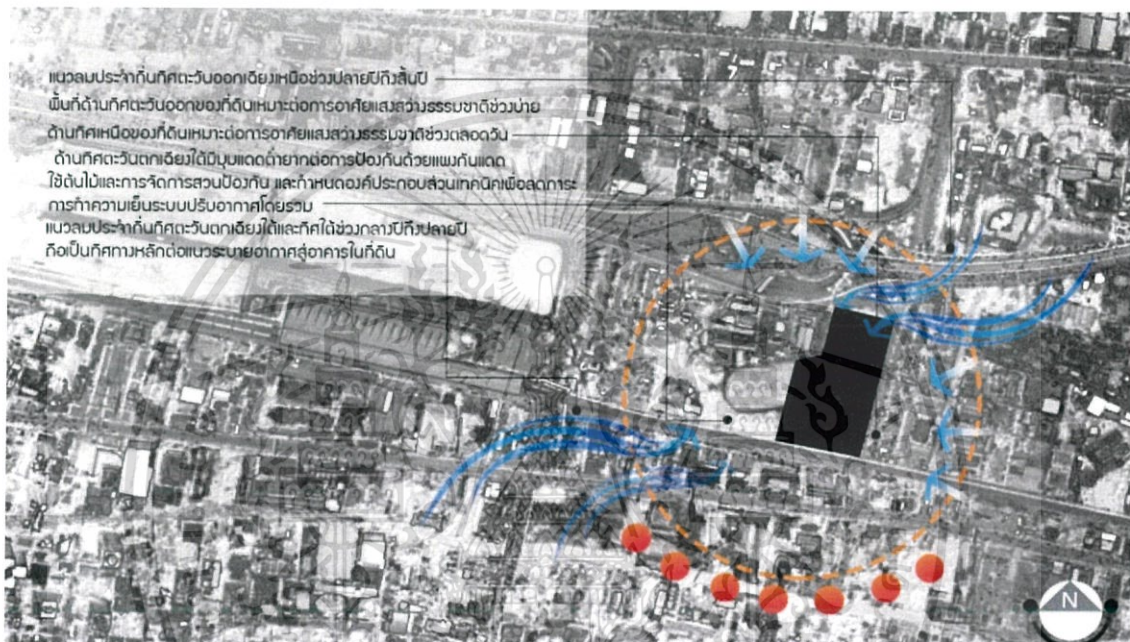 แนวลมประจำถิ่นทิศตะวันออกเฉียงเหนือช่วงปลายปีถึงสิ้นปี
พื้นที่ด้านทิศตะวันออกของที่ดินเหมาะต่อการอาศัยแสงสว่างธรรมชาติช่วงบ่าย
ด้านทิศเหนือของที่ดินเหมาะต่อการอาศัยแสงสว่างธรรมชาติช่วงตลอดวัน
ด้านทิศตะวันตกเฉียงใต้มีมุมแดดต่ำยากต่อการป้องกันด้วยแผงกันแดด
ใช้ต้นไม้และการจัดการสวนป้องกัน และกำหนดองค์ประกอบส่วนเทคนิคเพื่อลดภาระ
การทำความเย็นระบบปรับอากาศโดยรวม
แนวลมประจำถิ่นทิศตะวันตกเฉียงใต้และทิศใต้ช่วงกลางปีถึงปลายปี
ถือเป็นทิศทางหลักต่อแนวระบายอากาศสู่อาคารในที่ดิน
N